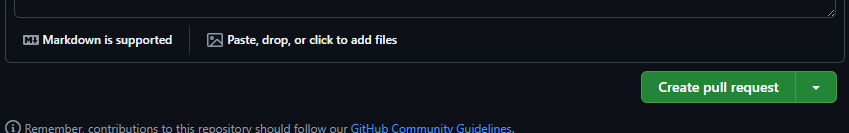 Markdown is supported
Paste, drop, or click to add files
Create pull request
Remember, contributions to this repository should follow our GitHub Community Guidelines.